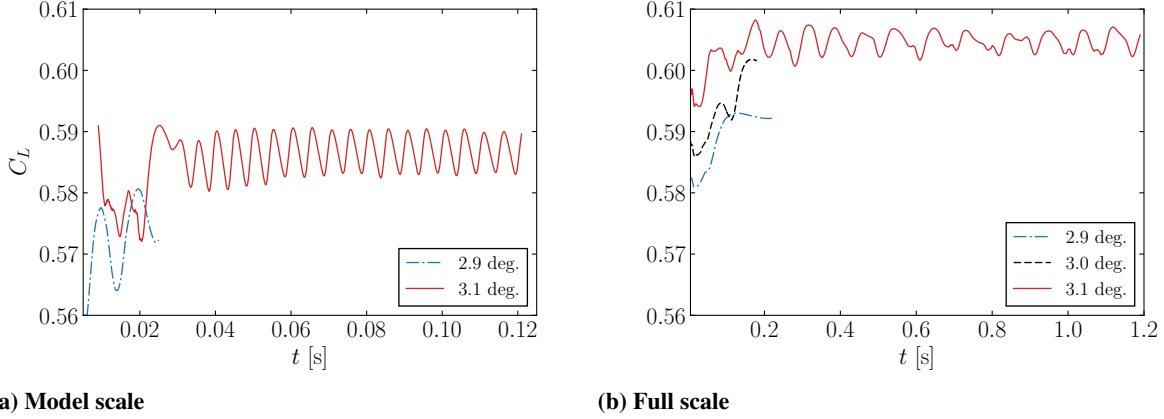 0.61
0.60
0.59
0.58
0.57
0.56
C_L
0.02 0.04 0.06 0.08 0.10 0.12
t [s]
2.9 deg.
3.1 deg.
a) Model scale
0.61
0.60
0.59
0.58
0.57
0.56
0.2 0.4 0.6 0.8 1.0 1.2
t [s]
2.9 deg.
3.0 deg.
3.1 deg.
(b) Full scale